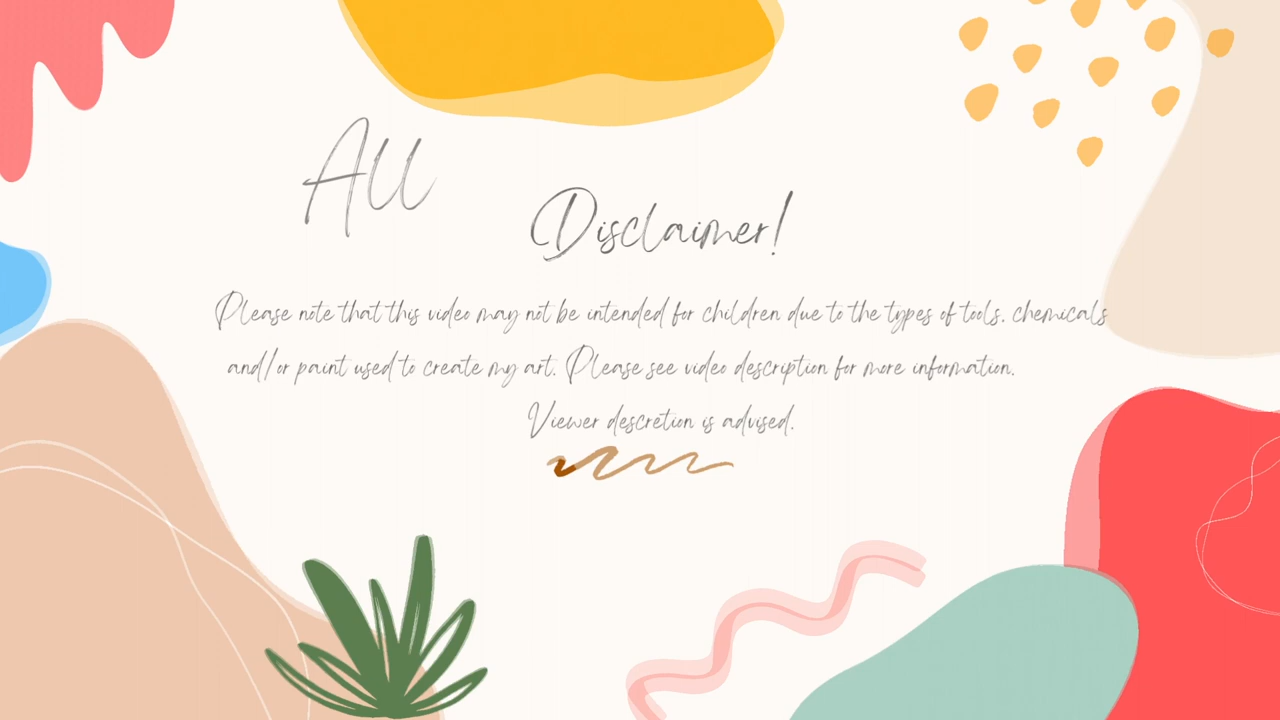 All
Disclaimer!
Please note that this video may not be intended for children due to the types of tools, chemicals
and/or paint used to create my art. Please see video description for more information.
Viewer descretion is advised.